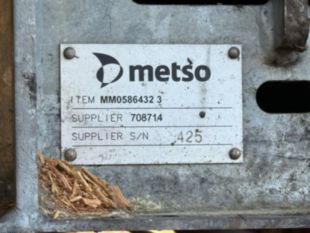 metso
ITEM MM0586432 3
SUPPLIER 708714
SUPPLIER S/N 425